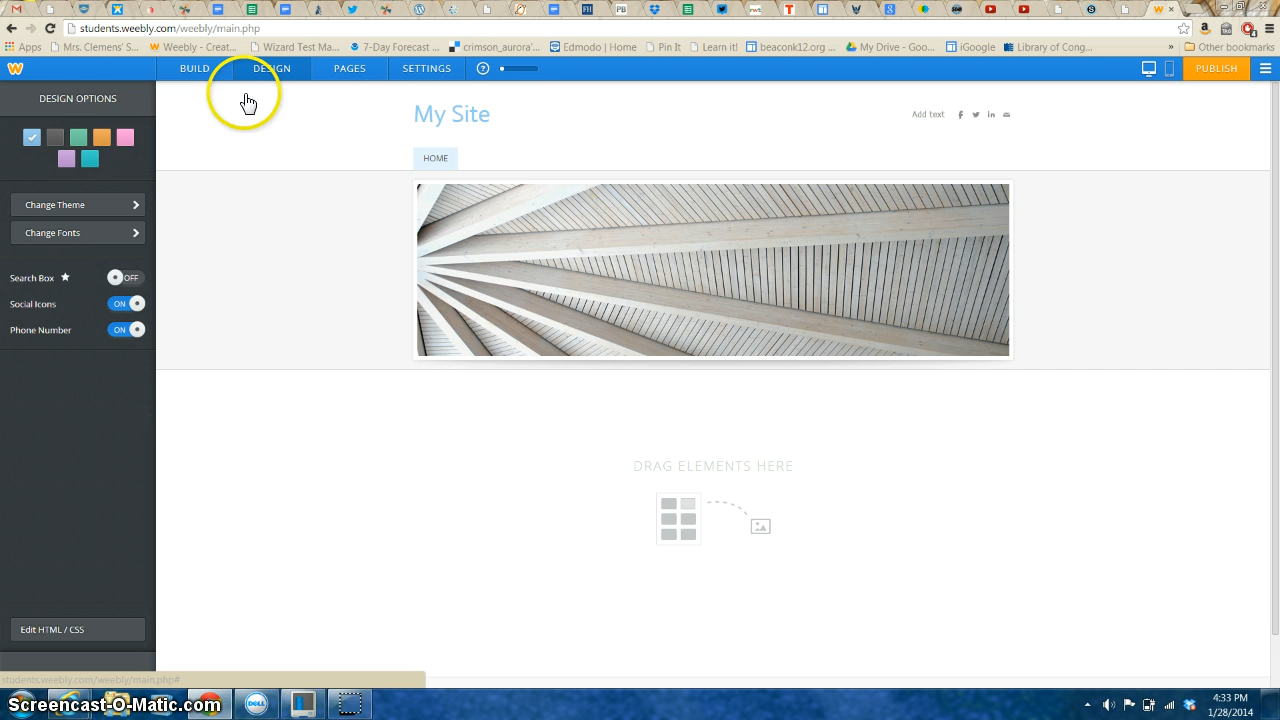 students.weebly.com/weebly/main.php
Apps Mrs. Clemens' S... Weebly - Creat... Wizard Test Ma... 7-Day Forecast ... crimson_aurora'... Edmodo | Home Pin It Learn it! beaconk12.org ... My Drive - Goo... iGoogle Library of Cong... » Other bookmarks
BUILD DESIGN PAGES SETTINGS PUBLISH
DESIGN OPTIONS
My Site
Add text
HOME
Change Theme
Change Fonts
Search Box OFF
Social Icons ON
Phone Number ON
DRAG ELEMENTS HERE
Edit HTML / CSS
students.weebly.com/weebly/main.php#
Screencast-O-Matic.com
4:33 PM
1/28/2014